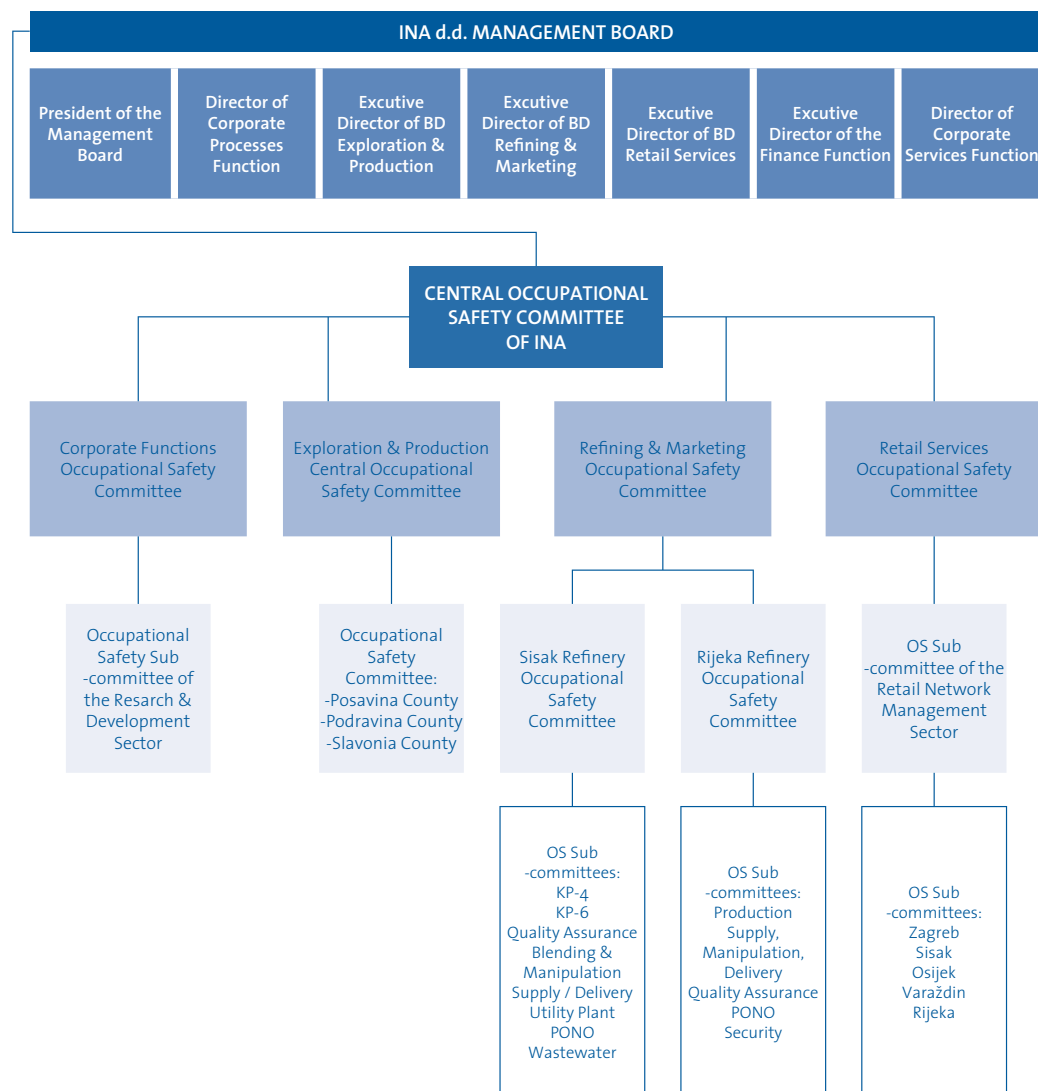 INA d.d. MANAGEMENT BOARD
President of the
Management
Board
Director of
Corporate
Processes
Function
Excutive
Director of BD
Exploration &
Production
Excutive
Director of BD
Refining &
Marketing
Excutive
Director of BD
Retail Services
Excutive
Director of the
Finance Function
Director of
Corporate
Services Function
CENTRAL OCCUPATIONAL
SAFETY COMMITTEE
OF INA
Corporate Functions
Occupational Safety
Committee
Exploration & Production
Central Occupational
Safety Committee
Refining & Marketing
Occupational Safety
Committee
Retail Services
Occupational Safety
Committee
Occupational
Safety Sub
-committee of
the Resarch &
Development
Sector
Occupational
Safety
Committee:
-Posavina County
-Podravina County
-Slavonia County
Sisak Refinery
Occupational
Safety
Committee
Rijeka Refinery
Occupational
Safety
Committee
OS Sub
-committee of the
Retail Network
Management
Sector
OS Sub
-committees:
KP-4
KP-6
Quality Assurance
Blending &
Manipulation
Supply / Delivery
Utility Plant
PONO
Wastewater
OS Sub
-committees:
Production
Supply,
Manipulation,
Delivery
Quality Assurance
PONO
Security
OS Sub
-committees:
Zagreb
Sisak
Osijek
Varaždin
Rijeka